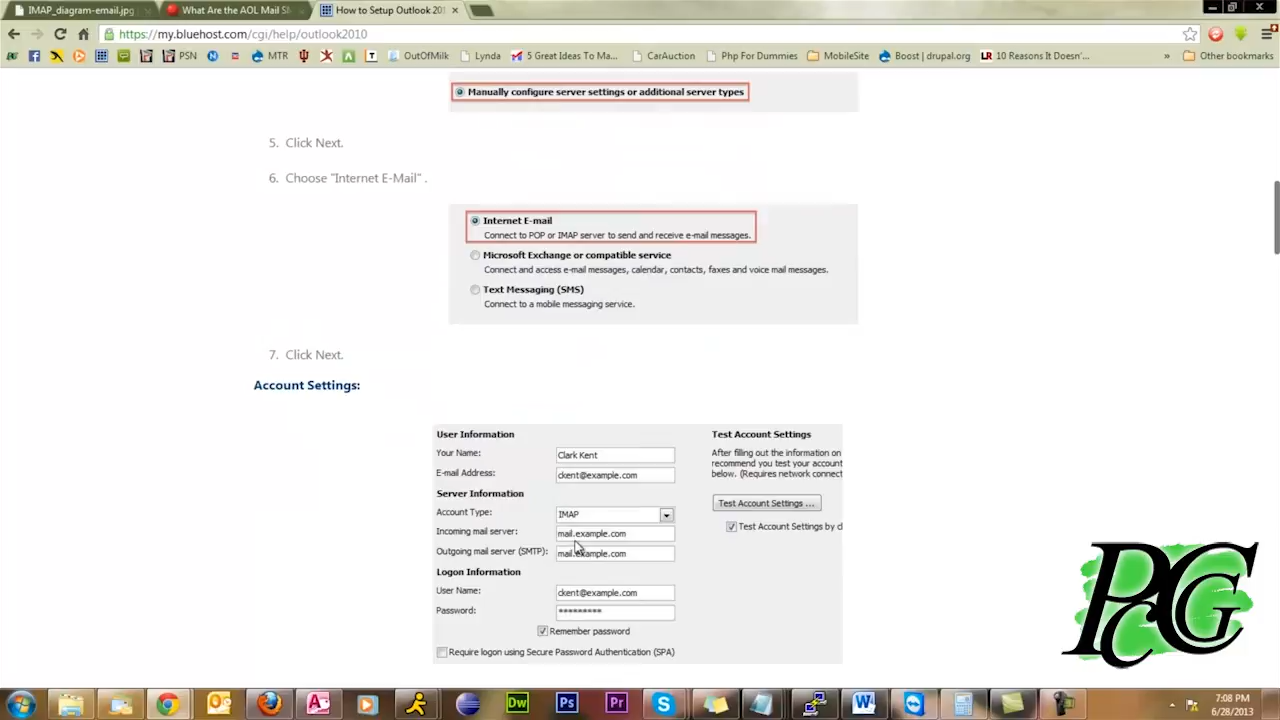 IMAP_diagram-email.jpg
What Are the AOL Mail S
How to Setup Outlook 201
https://my.bluehost.com/cgi/help/outlook2010
PSN
MTR
OutOfMilk
Lynda
5 Great Ideas To Ma...
CarAuction
Php For Dummies
MobileSite
Boost | drupal.org
LR 10 Reasons It Doesn'...
»
Other bookmarks
Manually configure server settings or additional server types
5. Click Next.
6. Choose "Internet E-Mail" .
Internet E-mail
Connect to POP or IMAP server to send and receive e-mail messages.
Microsoft Exchange or compatible service
Connect and access e-mail messages, calendar, contacts, faxes and voice mail messages.
Text Messaging (SMS)
Connect to a mobile messaging service.
7. Click Next.
Account Settings:
User Information
Your Name: Clark Kent
E-mail Address: ckent@example.com
Server Information
Account Type: IMAP
Incoming mail server: mail.example.com
Outgoing mail server (SMTP): mail.example.com
Logon Information
User Name: ckent@example.com
Password: *********
Remember password
Require logon using Secure Password Authentication (SPA)
Test Account Settings
After filling out the information on
recommend you test your account
below. (Requires network connect
Test Account Settings ...
Test Account Settings by cl
PCG
Dw
Ps
Pr
7:08 PM
6/28/2013